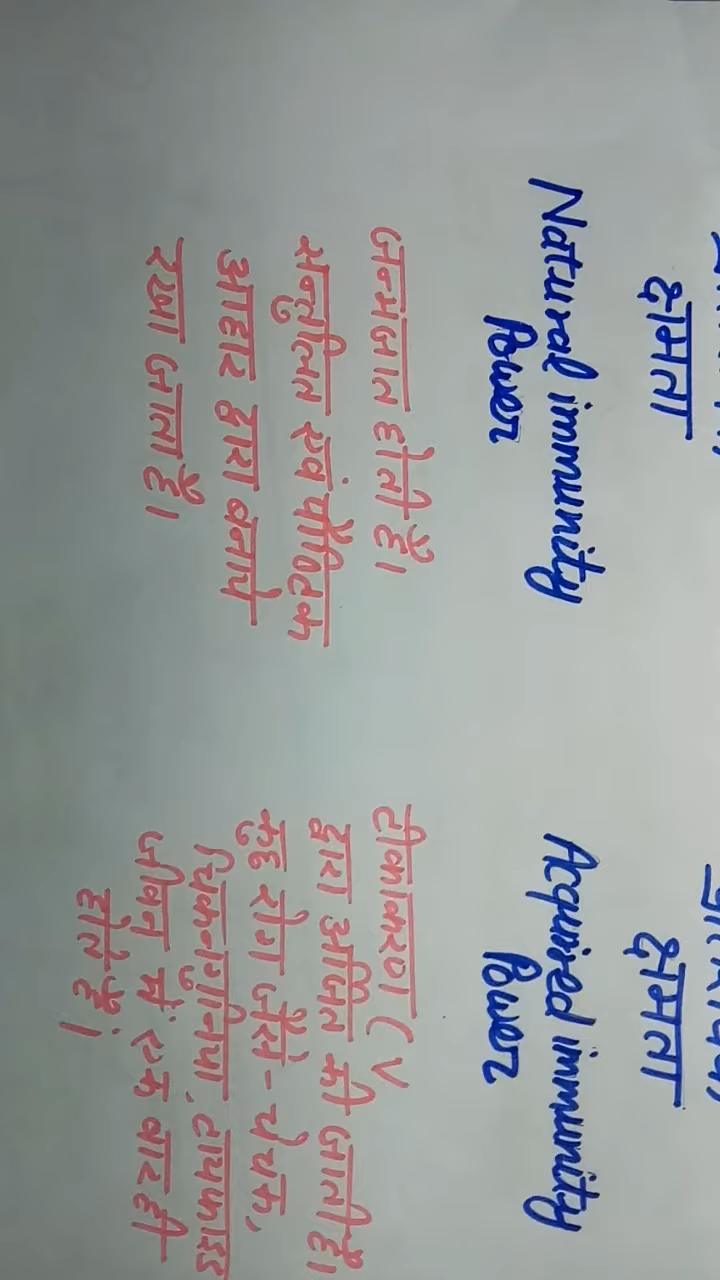 क्षमता
Natural immunity
Power
जन्मजात होती है।
सन्तुलित एवं पौष्टिक
आहार द्वारा बनाये
रखा जाता है।
क्षमता
Acquired immunity
Power
टीकाकरण (V
द्वारा अर्जित की जाती है।
कुछ रोग जैसे - चेचक,
चिकनगुनिया, टायफाइड
जीवन में एक बार ही
होते हैं।